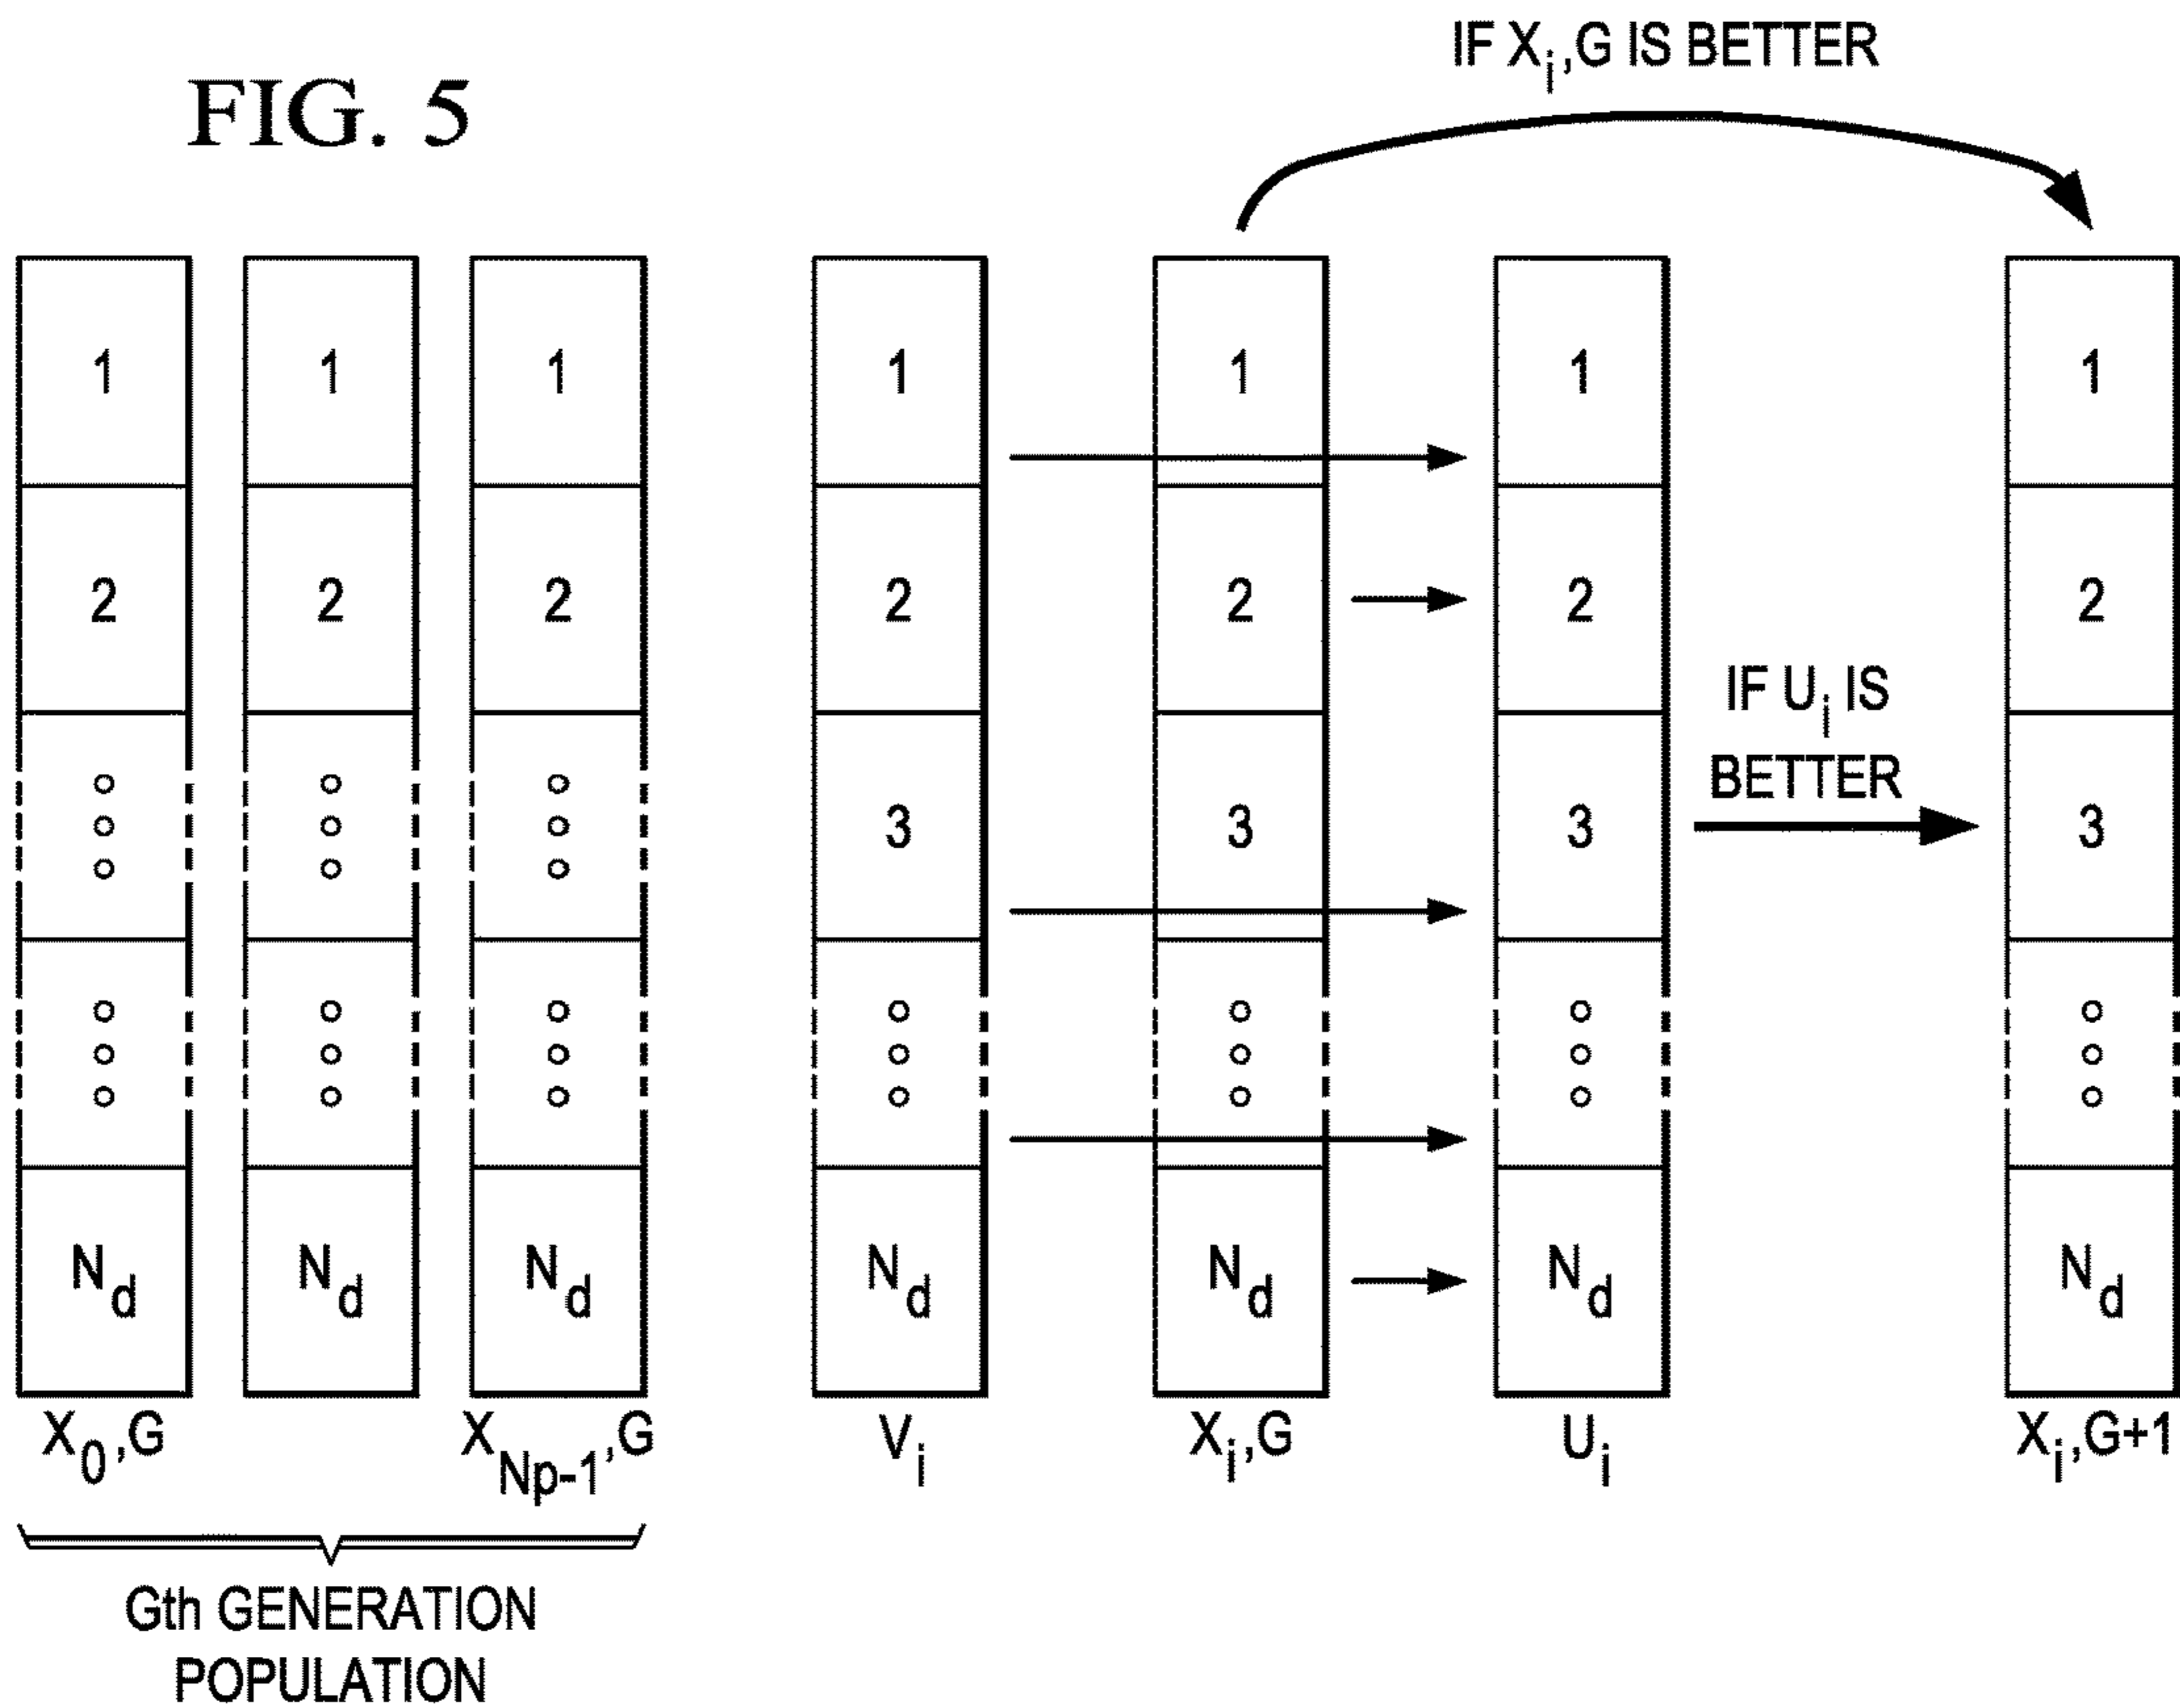 FIG. 5
IF X_i,G IS BETTER
1 1 1 1 1 1 1
2 2 2 2 2 2 2
IF U_i IS
BETTER
3 3 3 3
N_d N_d N_d N_d N_d N_d N_d
X_0,G X_Np-1,G V_i X_i,G U_i X_i,G+1
Gth GENERATION
POPULATION